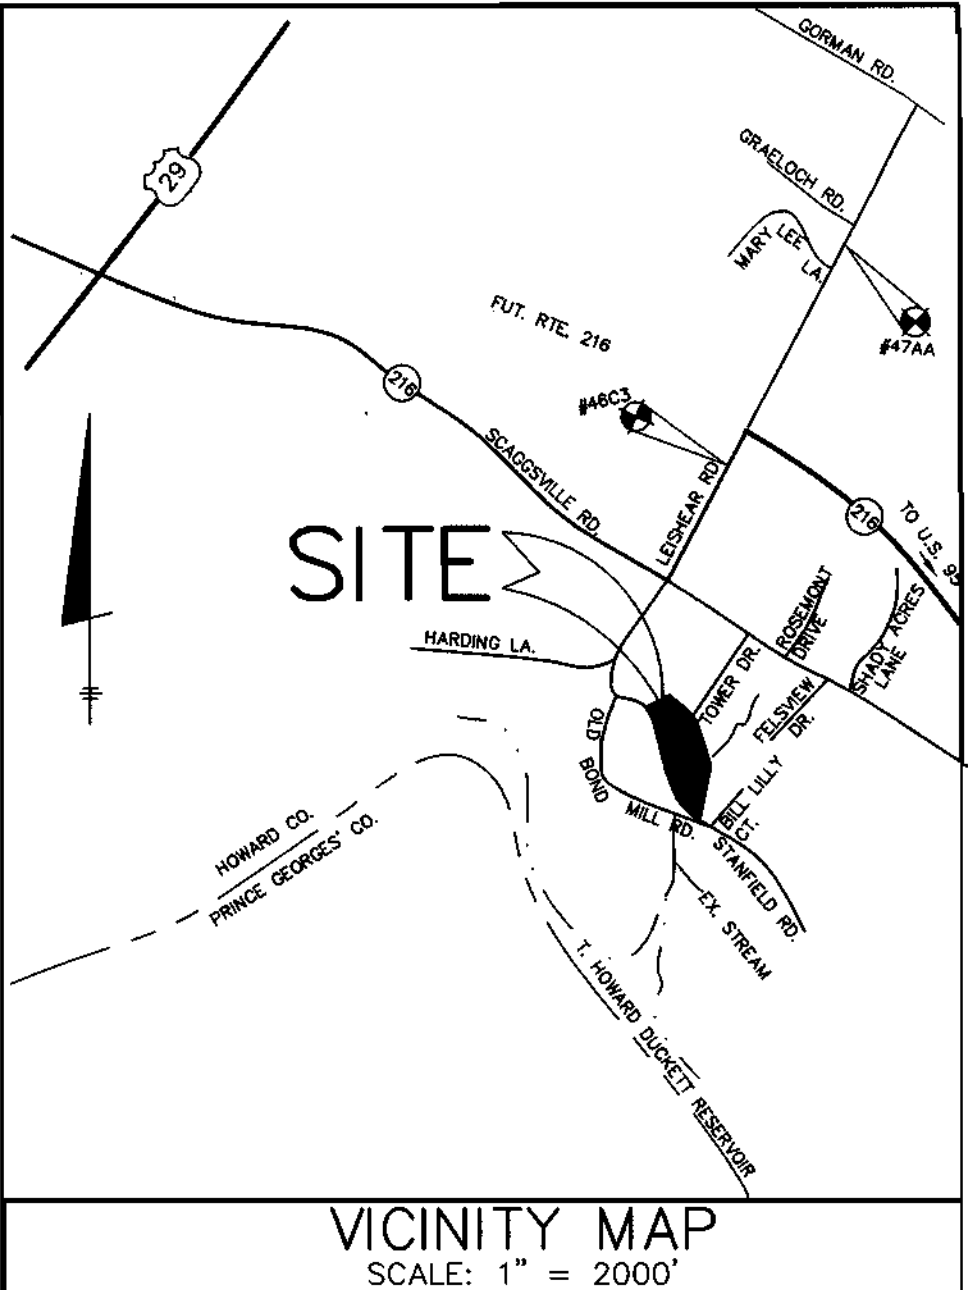 GORMAN RD.
29
GRAELOCH RD.
MARY LEE LA.
#47AA
FUT. RTE. 216
216
#46C3
SCAGGSVILLE RD.
LEISHEAR RD.
216
TO U.S. 95
SITE
ROSEMONT
DRIVE
SHADY ACRES
LANE
HARDING LA.
TOWER DR.
FELSVIEW
DR.
OLD BOND MILL RD.
BILL LILLY
CT.
STANFIELD RD.
HOWARD CO.
PRINCE GEORGES' CO.
EX. STREAM
T. HOWARD DUCKETT RESERVOIR
VICINITY MAP
SCALE: 1" = 2000'